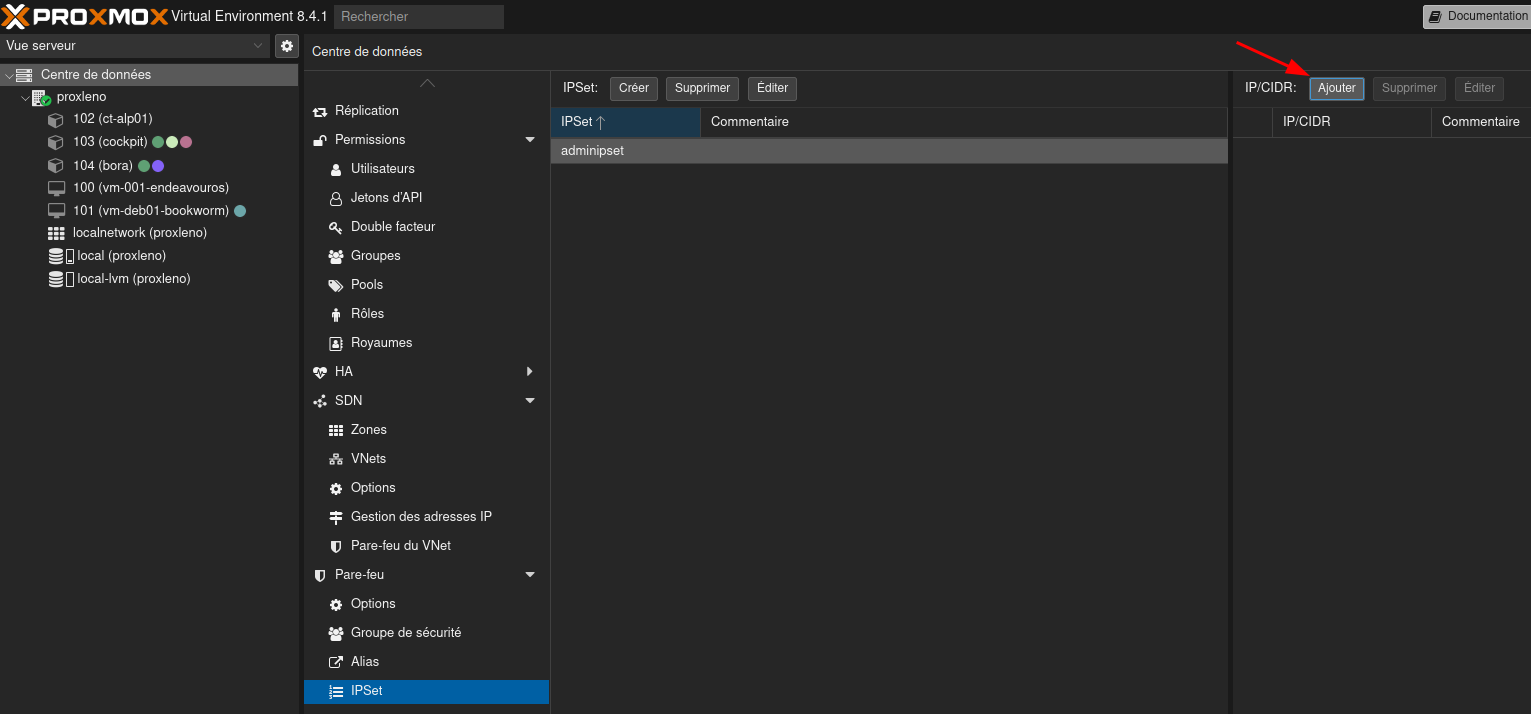 PROXMOX Virtual Environment 8.4.1 Rechercher Documentation
Vue serveur
Centre de données
proxleno
102 (ct-alp01)
103 (cockpit)
104 (bora)
100 (vm-001-endeavouros)
101 (vm-deb01-bookworm)
localnetwork (proxleno)
local (proxleno)
local-lvm (proxleno)
Centre de données
Réplication
Permissions
Utilisateurs
Jetons d'API
Double facteur
Groupes
Pools
Rôles
Royaumes
HA
SDN
Zones
VNets
Options
Gestion des adresses IP
Pare-feu du VNet
Pare-feu
Options
Groupe de sécurité
Alias
IPSet
IPSet: Créer Supprimer Éditer
IPSet Commentaire
adminipset
IP/CIDR: Ajouter Supprimer Éditer
IP/CIDR Commentaire